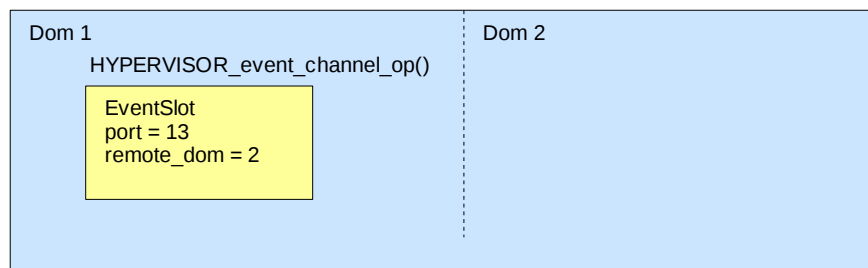 Dom 1
Dom 2
HYPERVISOR_event_channel_op()
EventSlot
port = 13
remote_dom = 2